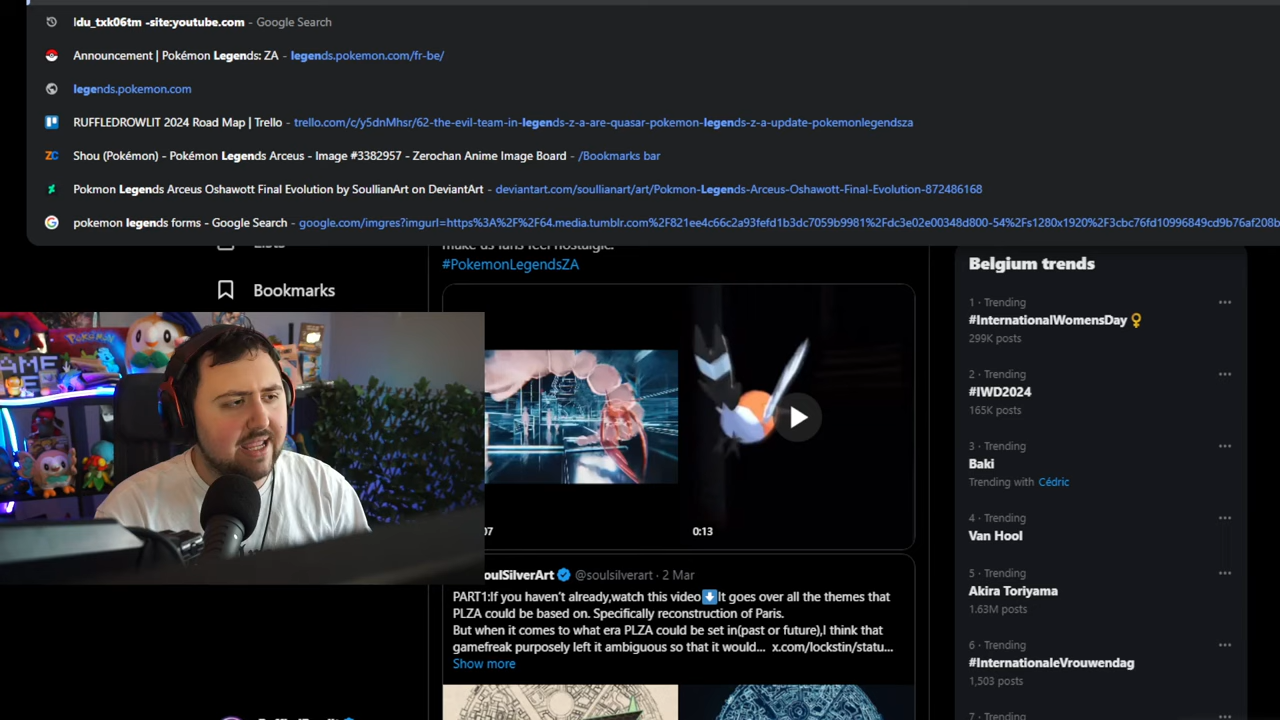 ldu_txk06tm -site:youtube.com - Google Search
Announcement | Pokémon Legends: ZA - legends.pokemon.com/fr-be/
legends.pokemon.com
RUFFLEDROWLIT 2024 Road Map | Trello - trello.com/c/y5dnMhsr/62-the-evil-team-in-legends-z-a-are-quasar-pokemon-legends-z-a-update-pokemonlegendsza
Shou (Pokémon) - Pokémon Legends Arceus - Image #3382957 - Zerochan Anime Image Board - /Bookmarks bar
Pokmon Legends Arceus Oshawott Final Evolution by SoullianArt on DeviantArt - deviantart.com/soullianart/art/Pokmon-Legends-Arceus-Oshawott-Final-Evolution-872486168
pokemon legends forms - Google Search - google.com/imgres?imgurl=https%3A%2F%2F64.media.tumblr.com%2F821ee4c66c2a93fefd1b3dc7059b9981%2Fdc3e02e00348d800-54%2Fs1280x1920%2F3cbc76fd10996849cd9b76af208b
Lists
make us fans feel nostalgic.
#PokemonLegendsZA
Bookmarks
07
0:13
oulSilverArt @soulsilverart · 2 Mar
PART1:If you haven't already,watch this video⬇️It goes over all the themes that
PLZA could be based on. Specifically reconstruction of Paris.
But when it comes to what era PLZA could be set in(past or future),I think that
gamefreak purposely left it ambiguous so that it would... x.com/lockstin/statu...
Show more
Belgium trends
1 · Trending
#InternationalWomensDay
299K posts
2 · Trending
#IWD2024
165K posts
3 · Trending
Baki
Trending with Cédric
4 · Trending
Van Hool
5 · Trending
Akira Toriyama
1.63M posts
6 · Trending
#InternationaleVrouwendag
1,503 posts
7 · Trending